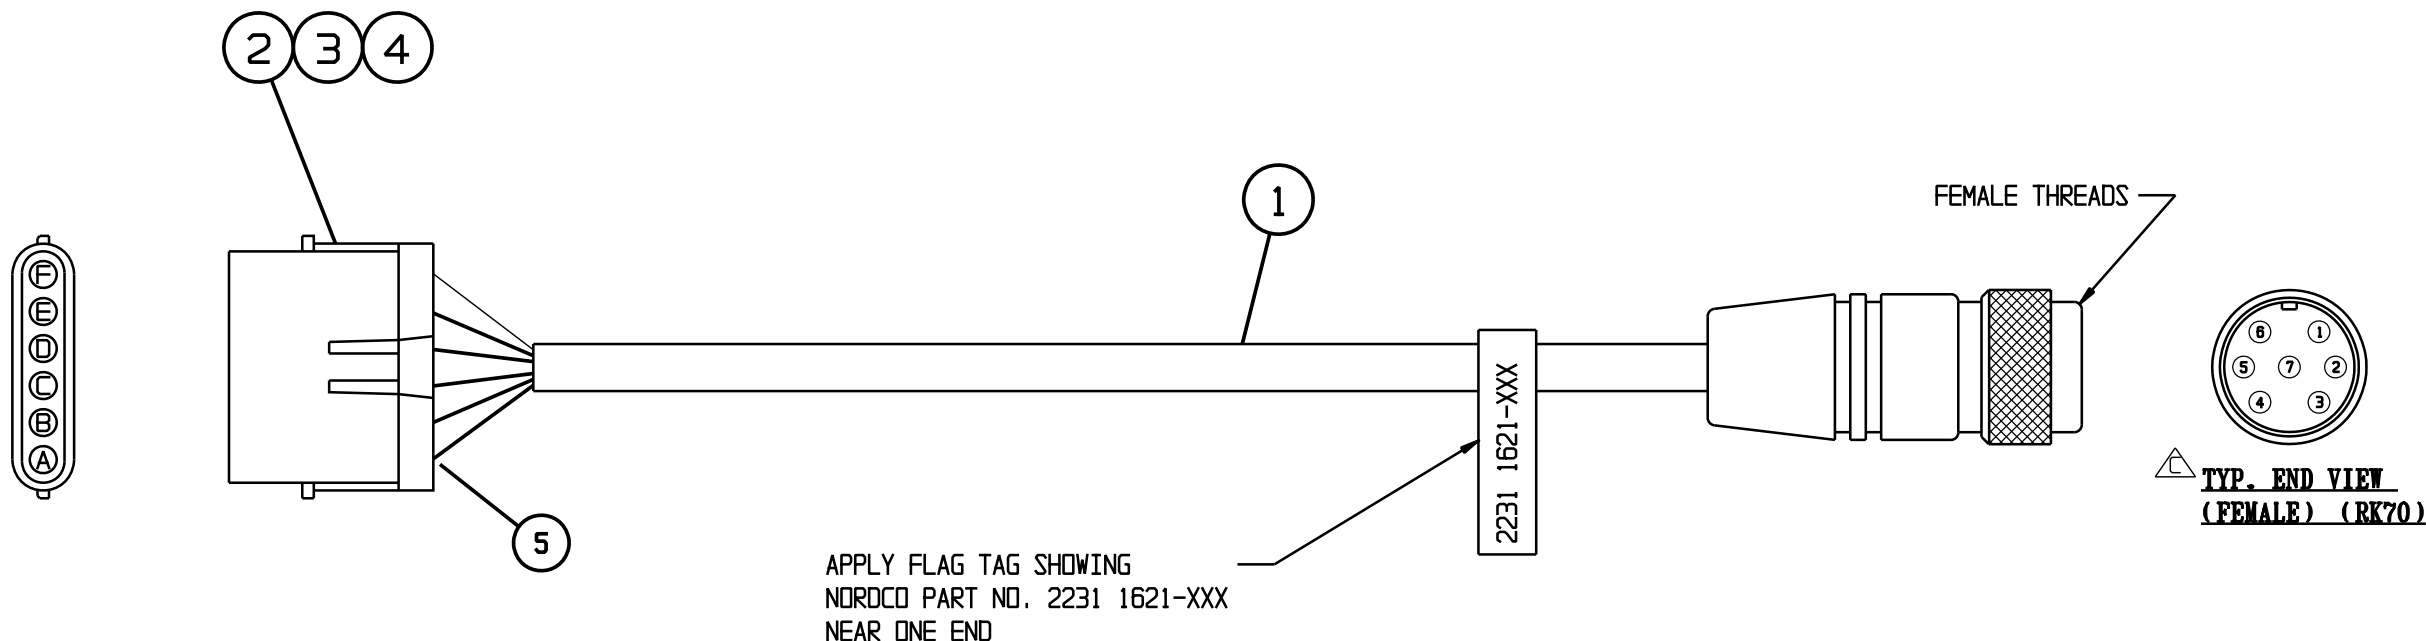 2 3 4
1
FEMALE THREADS
F
E
D
C
B
A
6 1
5 7 2
4 3
2231 1621-XXX
C
TYP. END VIEW
(FEMALE) (RK70)
5
APPLY FLAG TAG SHOWING
NORDCO PART NO. 2231 1621-XXX
NEAR ONE END